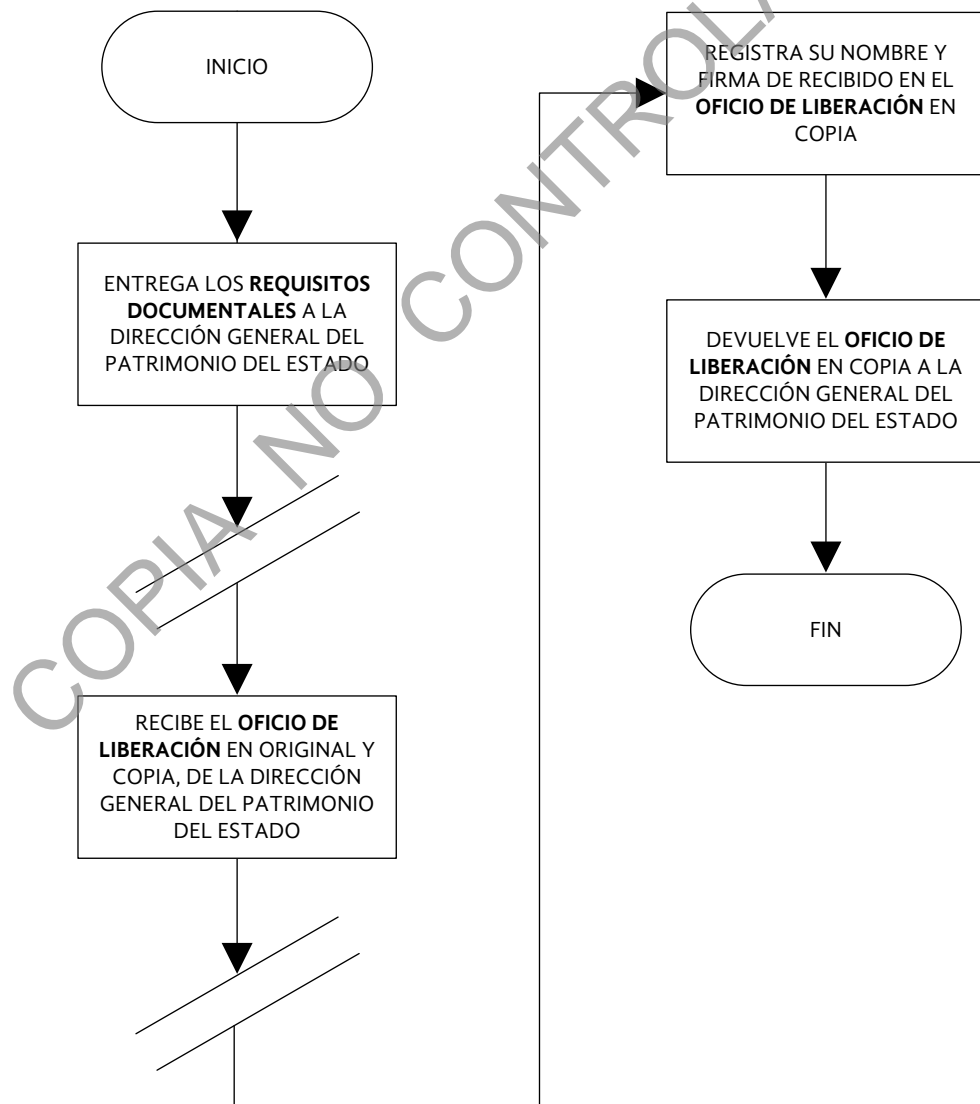 INICIO
ENTREGA LOS REQUISITOS
DOCUMENTALES A LA
DIRECCIÓN GENERAL DEL
PATRIMONIO DEL ESTADO
RECIBE EL OFICIO DE
LIBERACIÓN EN ORIGINAL Y
COPIA, DE LA DIRECCIÓN
GENERAL DEL PATRIMONIO
DEL ESTADO
REGISTRA SU NOMBRE Y
FIRMA DE RECIBIDO EN EL
OFICIO DE LIBERACIÓN EN
COPIA
DEVUELVE EL OFICIO DE
LIBERACIÓN EN COPIA A LA
DIRECCIÓN GENERAL DEL
PATRIMONIO DEL ESTADO
FIN
COPIA NO CONTROLA